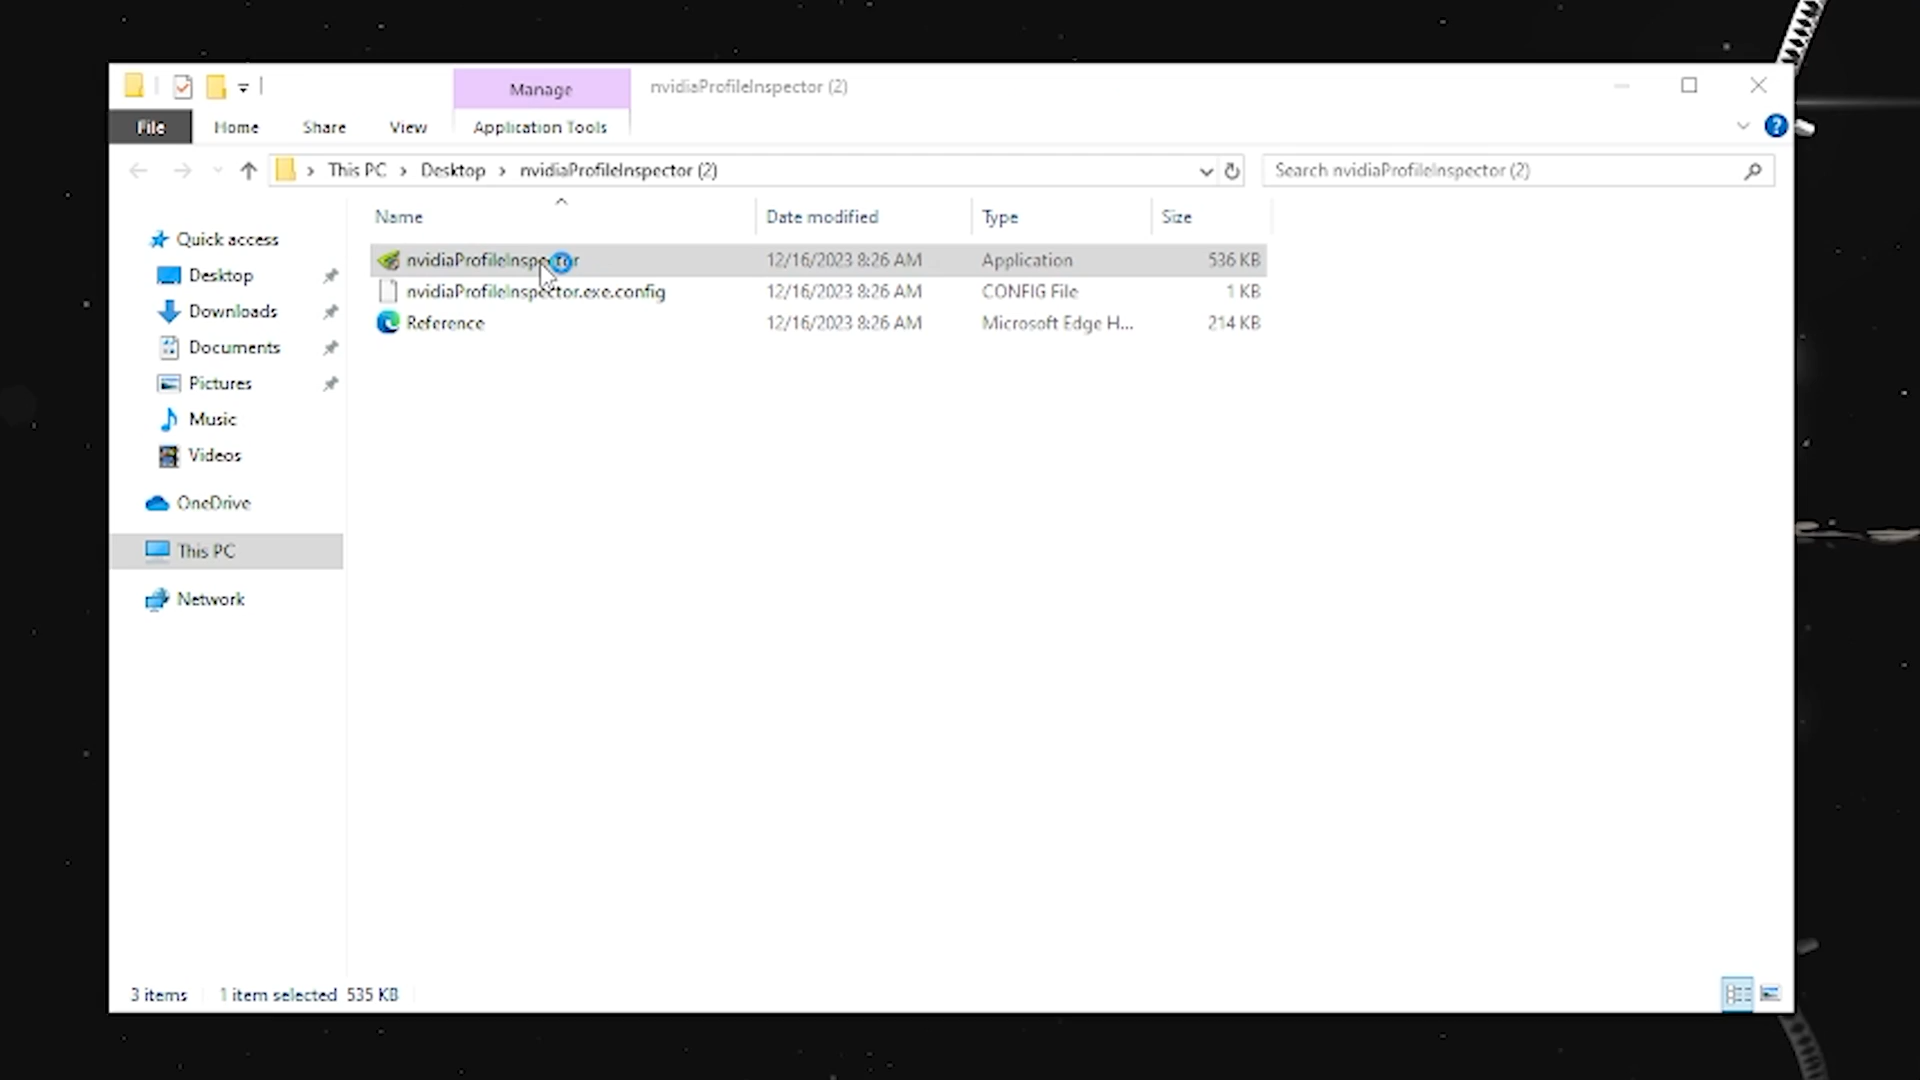 Manage
nvidiaProfileInspector (2)
File
Home
Share
View
Application Tools
?
This PC
Desktop
nvidiaProfileInspector (2)
Search nvidiaProfileInspector (2)
Name
Date modified
Type
Size
nvidiaProfileInspector 12/16/2023 8:26 AM Application 536 KB
nvidiaProfileInspector.exe.config 12/16/2023 8:26 AM CONFIG File 1 KB
Reference 12/16/2023 8:26 AM Microsoft Edge H... 214 KB
Quick access
Desktop
Downloads
Documents
Pictures
Music
Videos
OneDrive
This PC
Network
3 items
1 item selected 535 KB